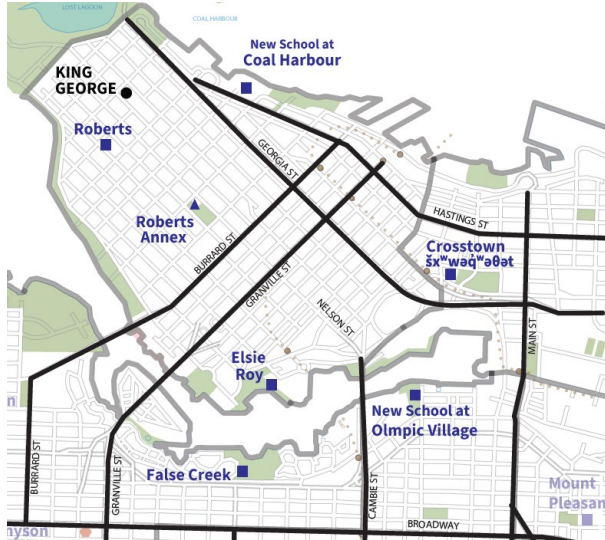 LOST LAGOON
COAL HARBOUR
New School at
Coal Harbour
KING
GEORGE
Roberts
GEORGIA ST
Roberts
Annex
HASTINGS ST
BURRARD ST
Crosstown
šxʷwəq̓ʷəθət
GRANVILLE ST
NELSON ST
MAIN ST
Elsie
Roy
New School at
Olmpic Village
BURRARD ST
GRANVILLE ST
False Creek
CAMBIE ST
Mount
Pleasan
BROADWAY
nyson